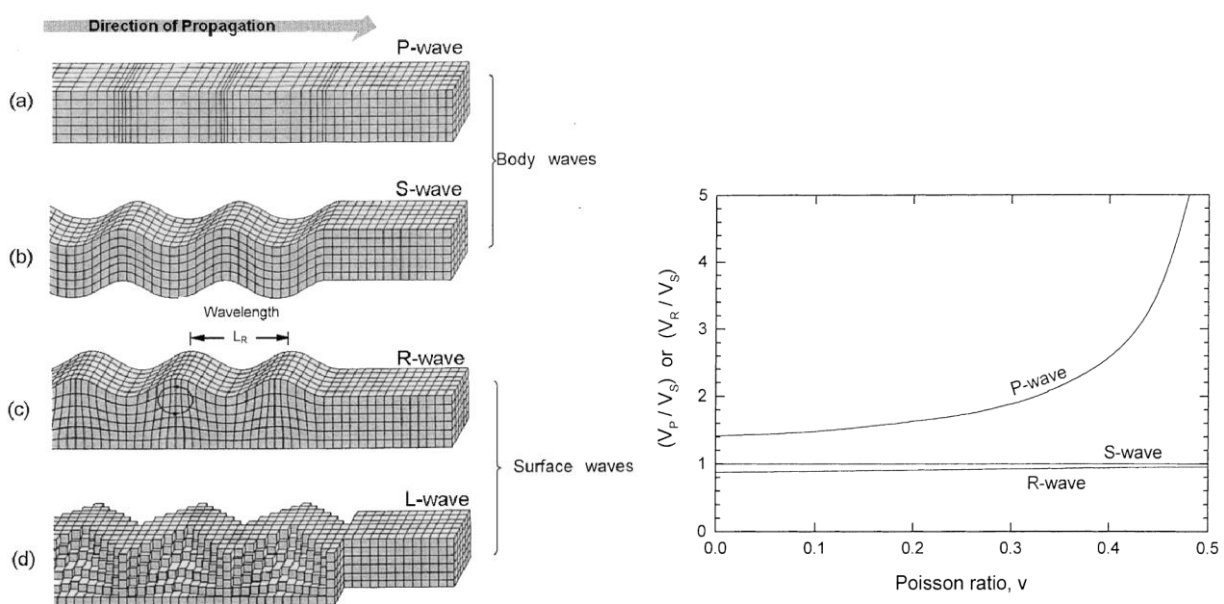 Direction of Propagation
P-wave
(a)
Body waves
S-wave
(b)
Wavelength
L_R
R-wave
(c)
Surface waves
L-wave
(d)
5
4
3
2
1
0
(V_P / V_S) or (V_R / V_S)
P-wave
S-wave
R-wave
0.0 0.1 0.2 0.3 0.4 0.5
Poisson ratio, ν